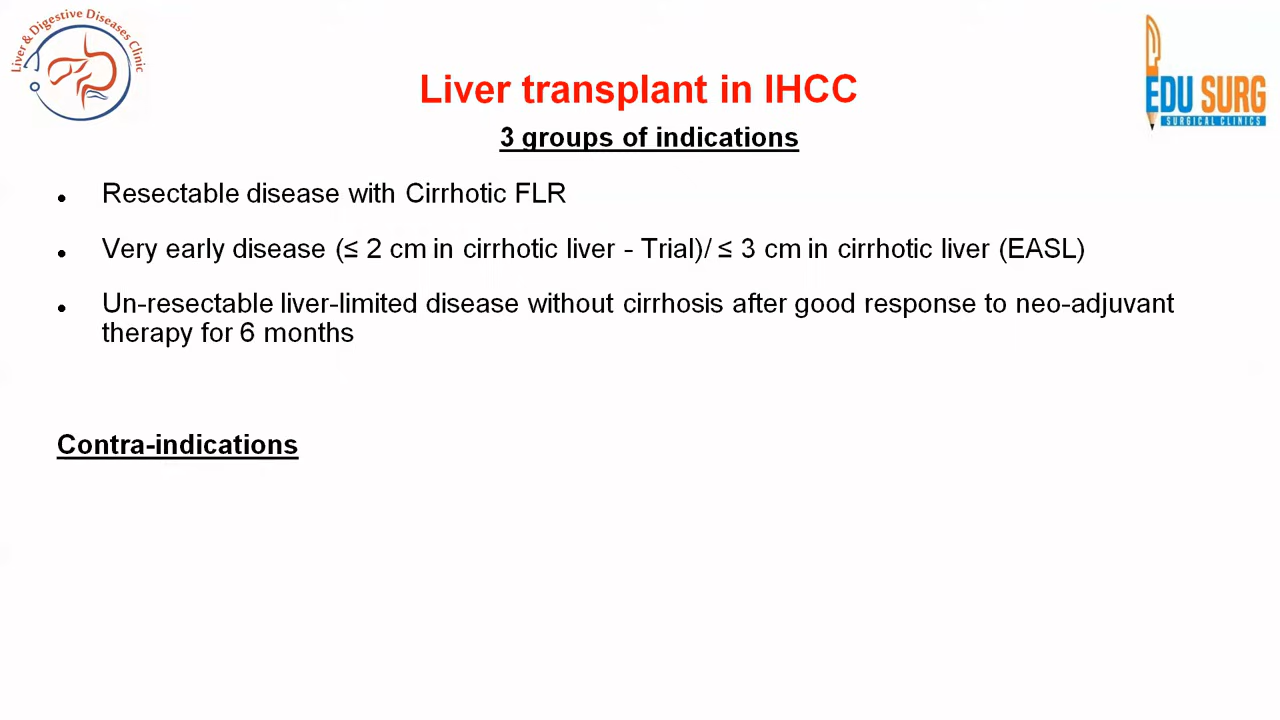 Liver & Digestive Diseases Clinic
EDU SURG
SURGICAL CLINICS
Liver transplant in IHCC
3 groups of indications
• Resectable disease with Cirrhotic FLR
• Very early disease (≤ 2 cm in cirrhotic liver - Trial)/ ≤ 3 cm in cirrhotic liver (EASL)
• Un-resectable liver-limited disease without cirrhosis after good response to neo-adjuvant
therapy for 6 months
Contra-indications